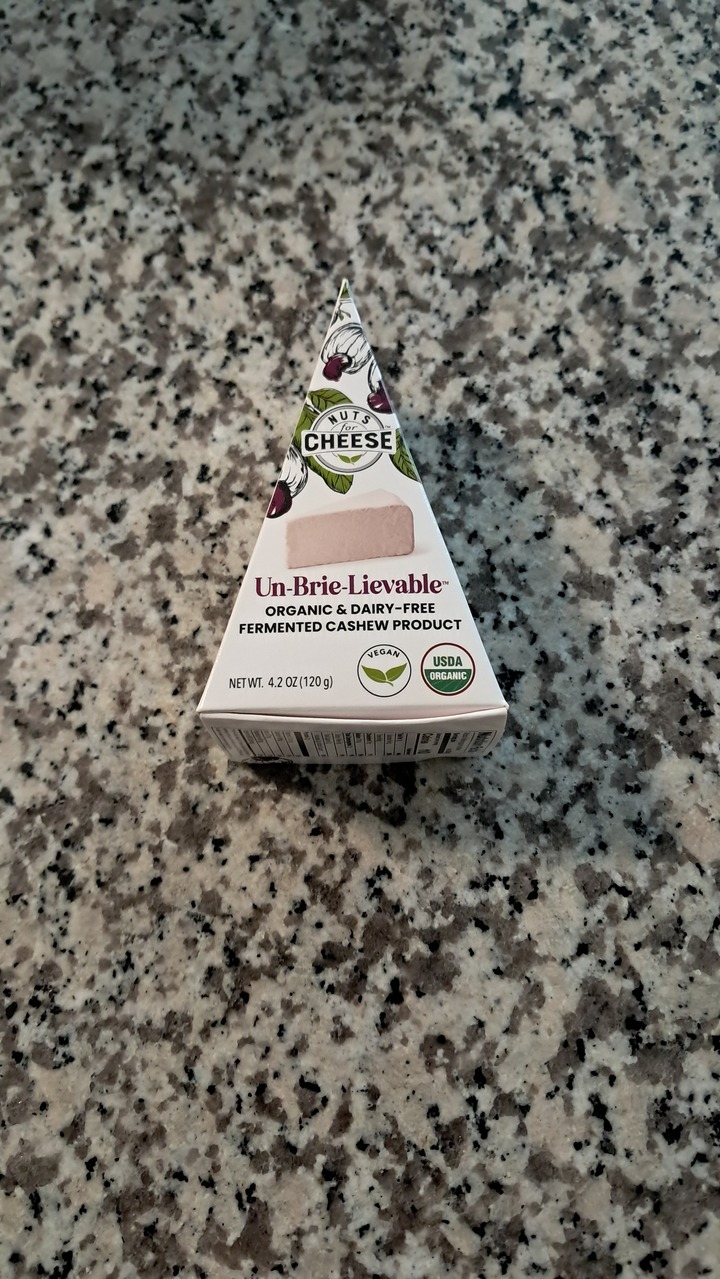 NUTS
for
CHEESE™
Un-Brie-Lievable™
ORGANIC & DAIRY-FREE
FERMENTED CASHEW PRODUCT
VEGAN
USDA
ORGANIC
NET WT. 4.2 OZ (120 g)